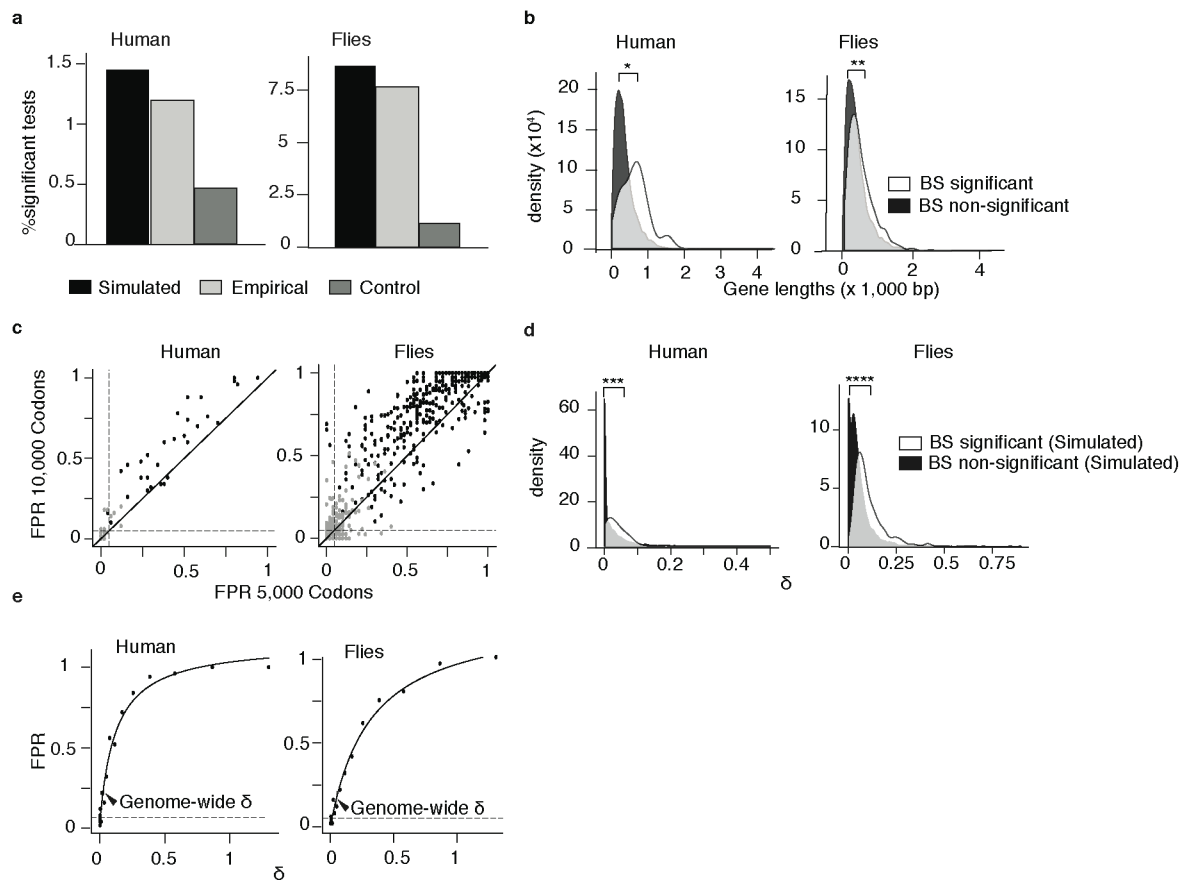 a
Human
Flies
%significant tests
1.5
1
0.5
0
7.5
5
2.5
0
Simulated
Empirical
Control
b
Human
Flies
*
**
density (x10⁴)
20
15
10
5
0
15
10
5
0
BS significant
BS non-significant
0 1 2 3 4
0 2 4
Gene lengths (x 1,000 bp)
c
Human
Flies
FPR 10,000 Codons
1
0.5
0
1
0.5
0
0 0.5 1
0 0.5 1
FPR 5,000 Codons
d
Human
Flies
***
****
density
60
40
20
0
10
5
0
BS significant (Simulated)
BS non-significant (Simulated)
0 0.2 0.4
0 0.25 0.5 0.75
δ
e
Human
Flies
FPR
1
0.5
0
1
0.5
0
Genome-wide δ
Genome-wide δ
0 0.5 1
0 0.5 1
δ